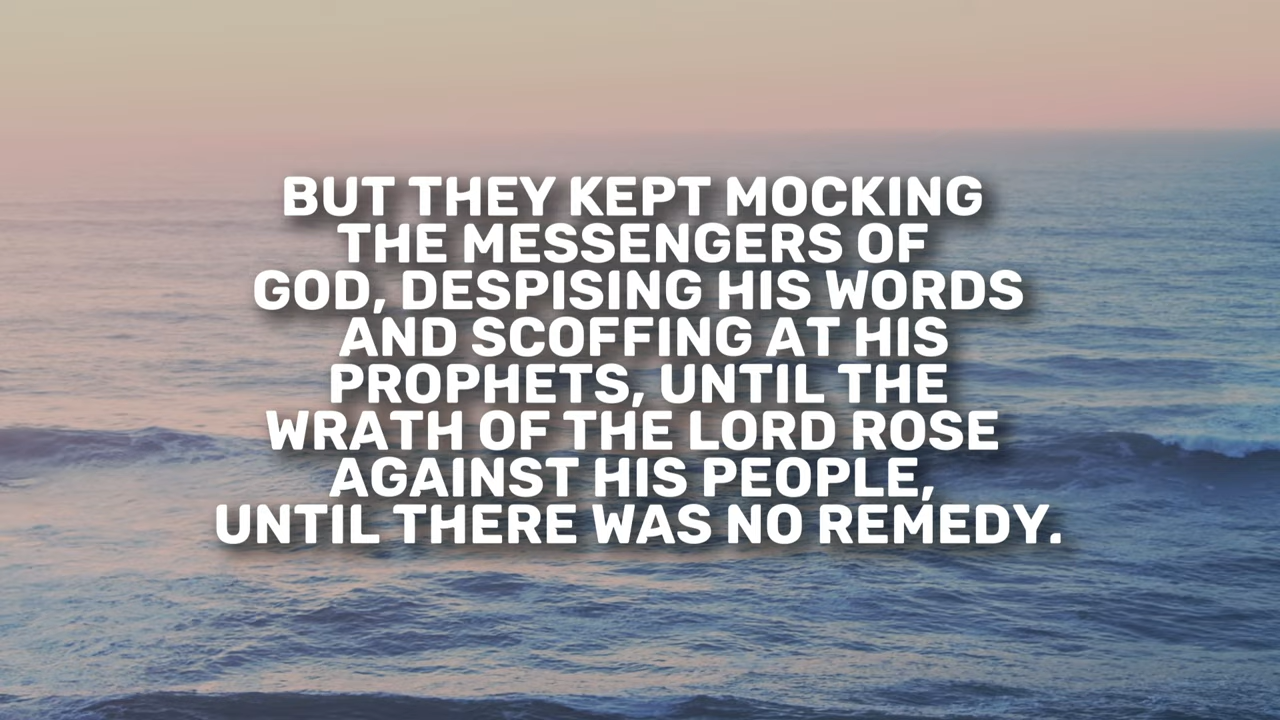 BUT THEY KEPT MOCKING
THE MESSENGERS OF
GOD, DESPISING HIS WORDS
AND SCOFFING AT HIS
PROPHETS, UNTIL THE
WRATH OF THE LORD ROSE
AGAINST HIS PEOPLE,
UNTIL THERE WAS NO REMEDY.